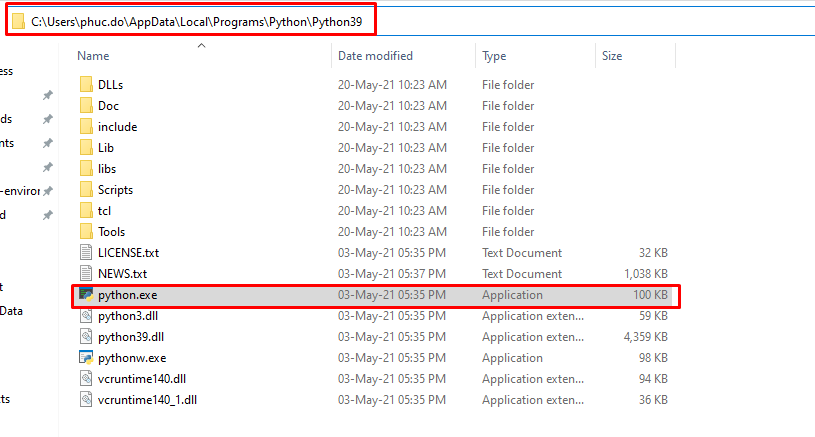 C:\Users\phuc.do\AppData\Local\Programs\Python\Python39
Name Date modified Type Size
ess
DLLs 20-May-21 10:23 AM File folder
Doc 20-May-21 10:23 AM File folder
ds include 20-May-21 10:23 AM File folder
nts Lib 20-May-21 10:23 AM File folder
libs 20-May-21 10:23 AM File folder
-environ Scripts 20-May-21 10:23 AM File folder
d tcl 20-May-21 10:23 AM File folder
Tools 20-May-21 10:23 AM File folder
LICENSE.txt 03-May-21 05:35 PM Text Document 32 KB
NEWS.txt 03-May-21 05:37 PM Text Document 1,038 KB
t python.exe 03-May-21 05:35 PM Application 100 KB
Data python3.dll 03-May-21 05:35 PM Application exten... 59 KB
python39.dll 03-May-21 05:35 PM Application exten... 4,359 KB
pythonw.exe 03-May-21 05:35 PM Application 98 KB
vcruntime140.dll 03-May-21 05:35 PM Application exten... 94 KB
ts vcruntime140_1.dll 03-May-21 05:35 PM Application exten... 36 KB